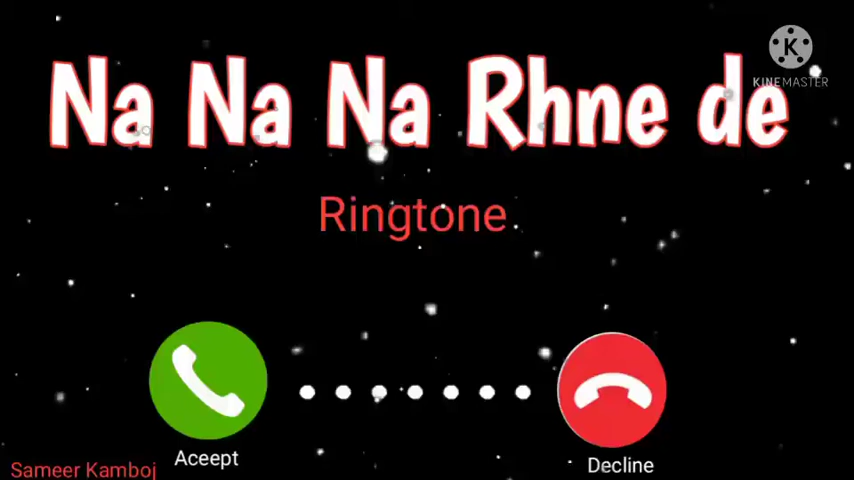 KINEMASTER
Na Na Na Rhne de
Ringtone
Aceept
Decline
Sameer Kamboj